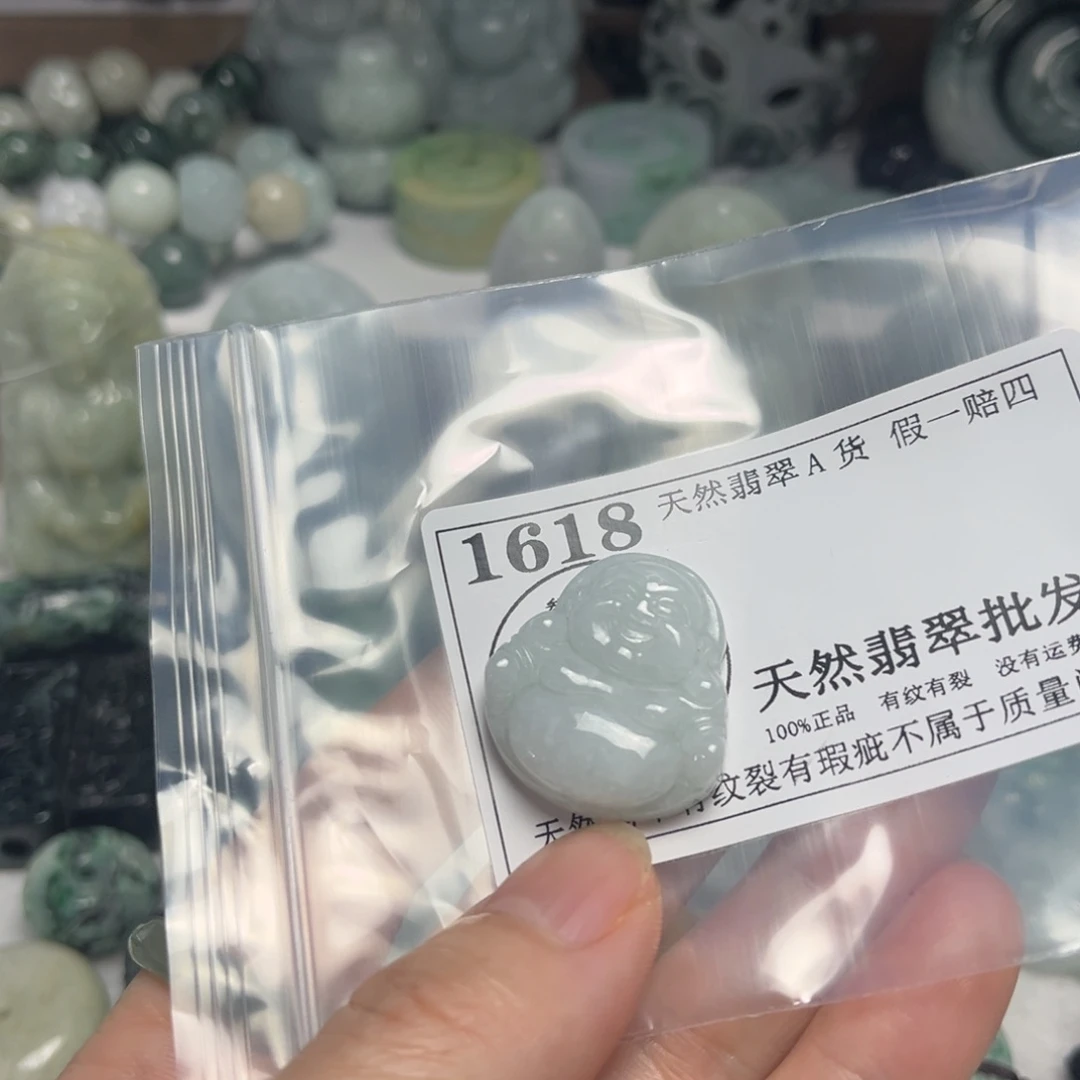 天然翡翠A货 假一赔四
1618
天然翡翠批发
100%正品 有纹有裂 没有运费
天然 有纹裂有瑕疵不属于质量